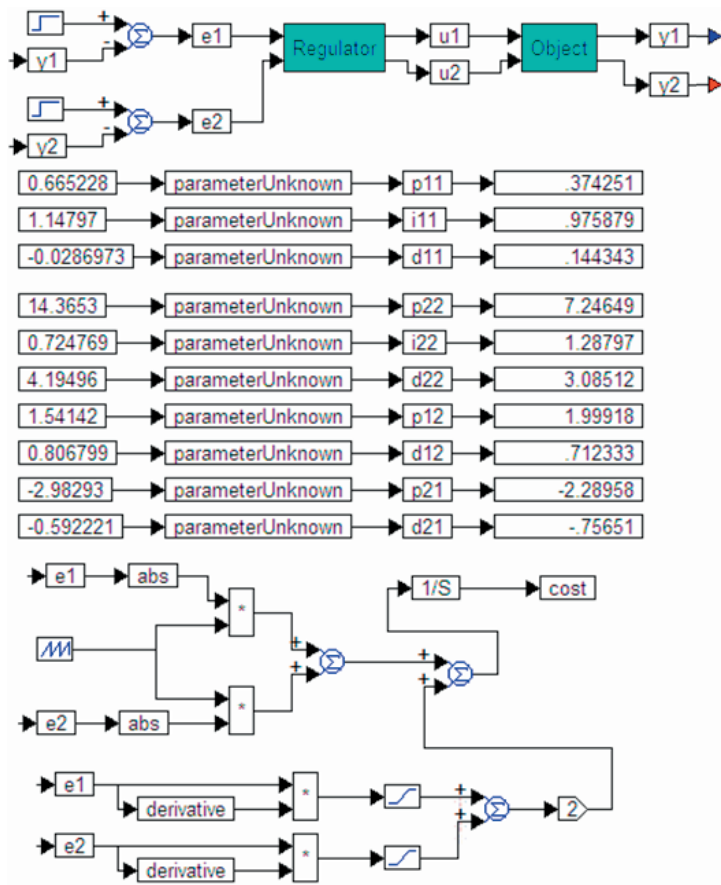 + - Σ e1 Regulator u1 Object y1
y1 u2 y2
+ - Σ e2
y2
0.665228 parameterUnknown p11 .374251
1.14797 parameterUnknown i11 .975879
-0.0286973 parameterUnknown d11 .144343
14.3653 parameterUnknown p22 7.24649
0.724769 parameterUnknown i22 1.28797
4.19496 parameterUnknown d22 3.08512
1.54142 parameterUnknown p12 1.99918
0.806799 parameterUnknown d12 .712333
-2.98293 parameterUnknown p21 -2.28958
-0.592221 parameterUnknown d21 -.75651
e1 abs * 1/S cost
+ + Σ + + Σ
e2 abs *
e1 derivative * + + Σ 2
e2 derivative *